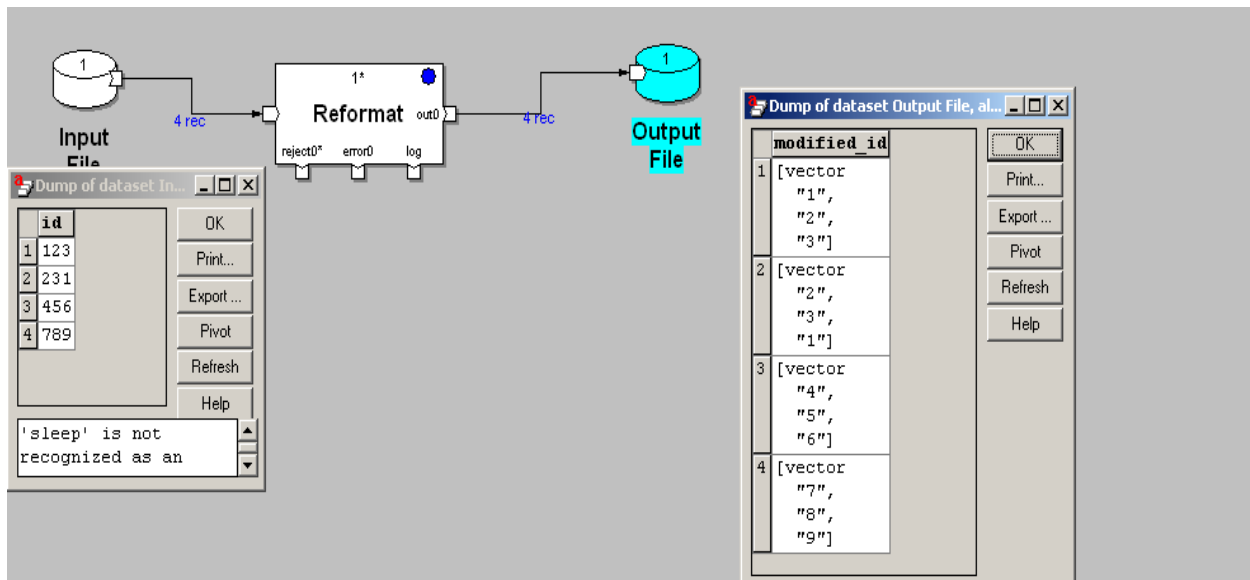 1
Input
File
4 rec
1*
Reformat
out0
reject0*
error0
log
4 rec
1
Output
File
Dump of dataset In...
id
1 123
2 231
3 456
4 789
OK
Print...
Export ...
Pivot
Refresh
Help
'sleep' is not
recognized as an
Dump of dataset Output File, al...
modified_id
1 [vector
"1",
"2",
"3"]
2 [vector
"2",
"3",
"1"]
3 [vector
"4",
"5",
"6"]
4 [vector
"7",
"8",
"9"]
OK
Print...
Export ...
Pivot
Refresh
Help